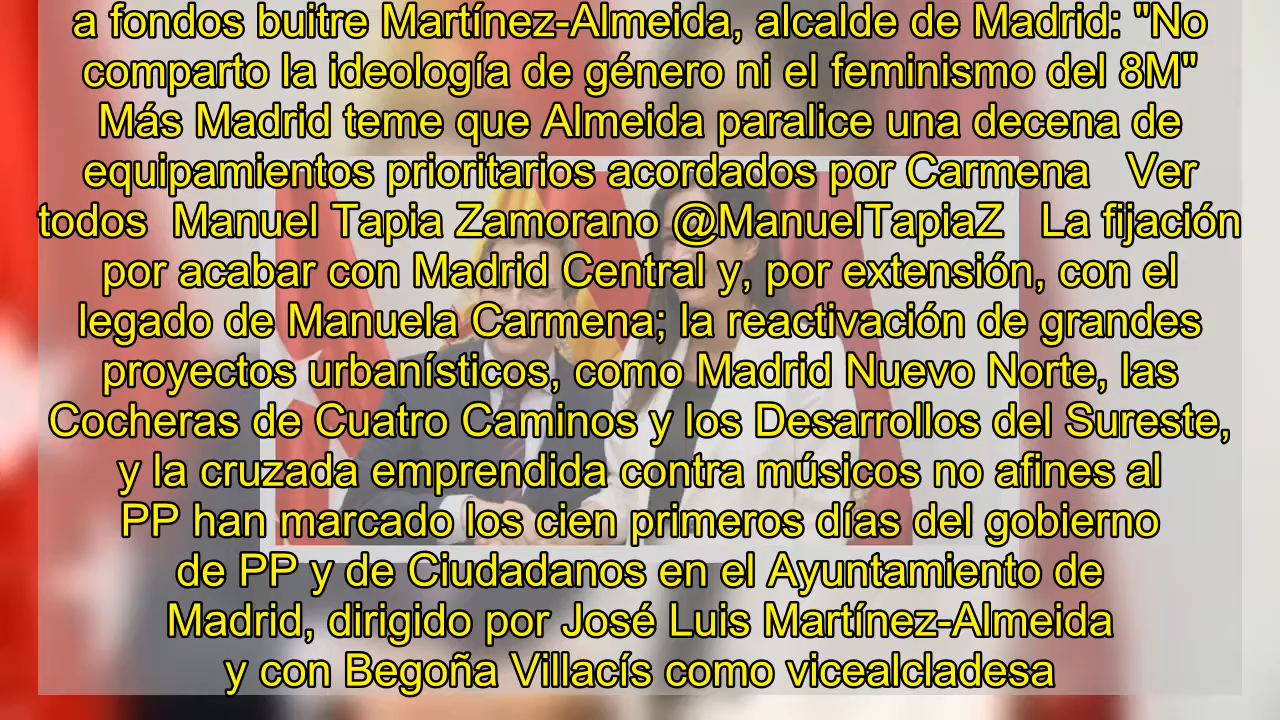 a fondos buitre Martínez-Almeida, alcalde de Madrid: "No
comparto la ideología de género ni el feminismo del 8M"
Más Madrid teme que Almeida paralice una decena de
equipamientos prioritarios acordados por Carmena   Ver
todos  Manuel Tapia Zamorano @ManuelTapiaZ   La fijación
por acabar con Madrid Central y, por extensión, con el
legado de Manuela Carmena; la reactivación de grandes
proyectos urbanísticos, como Madrid Nuevo Norte, las
Cocheras de Cuatro Caminos y los Desarrollos del Sureste,
y la cruzada emprendida contra músicos no afines al
PP han marcado los cien primeros días del gobierno
de PP y de Ciudadanos en el Ayuntamiento de
Madrid, dirigido por José Luis Martínez-Almeida
y con Begoña Villacís como vicealcladesa